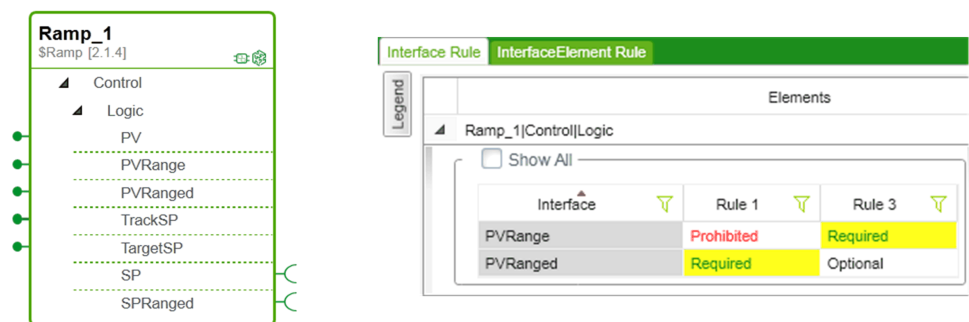 Ramp_1
$Ramp [2.1.4]
Control
Logic
PV
PVRange
PVRanged
TrackSP
TargetSP
SP
SPRanged
Interface Rule InterfaceElement Rule
Legend
Elements
Ramp_1|Control|Logic
Show All
Interface Rule 1 Rule 3
PVRange Prohibited Required
PVRanged Required Optional